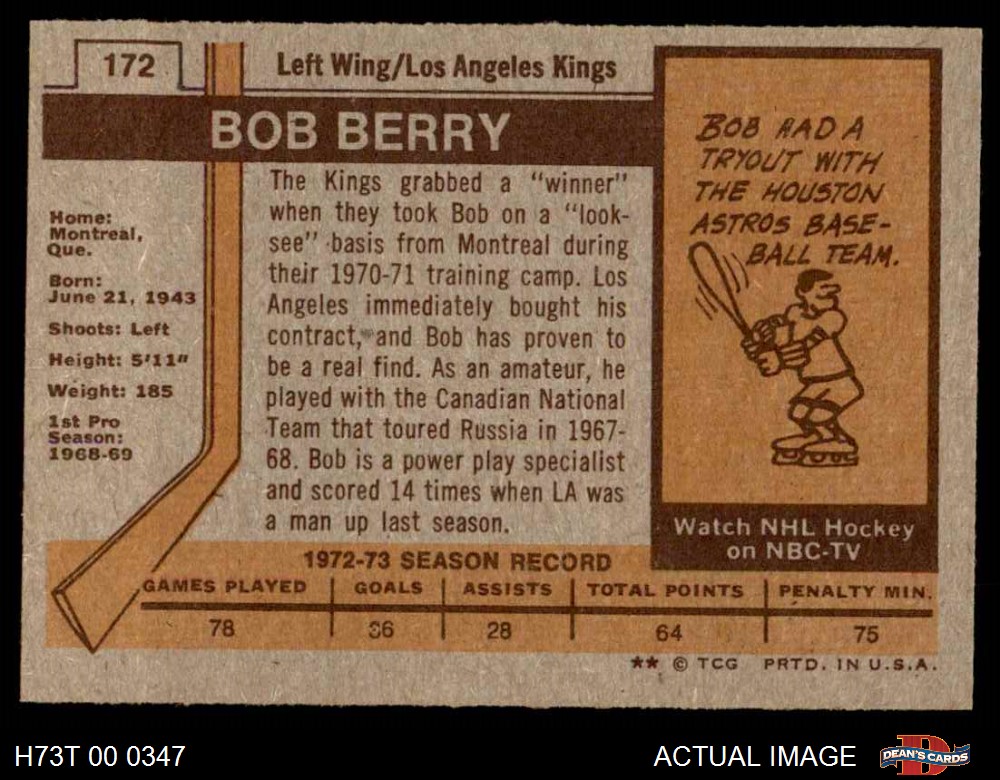 172
Left Wing/Los Angeles Kings
BOB BERRY
Home:
Montreal,
Que.
Born:
June 21, 1943
Shoots: Left
Height: 5'11"
Weight: 185
1st Pro
Season:
1968-69
The Kings grabbed a "winner"
when they took Bob on a "look-
see" basis from Montreal during
their 1970-71 training camp. Los
Angeles immediately bought his
contract, and Bob has proven to
be a real find. As an amateur, he
played with the Canadian National
Team that toured Russia in 1967-
68. Bob is a power play specialist
and scored 14 times when LA was
a man up last season.
BOB HAD A
TRYOUT WITH
THE HOUSTON
ASTROS BASE-
BALL TEAM.
Watch NHL Hockey
on NBC-TV
1972-73 SEASON RECORD
GAMES PLAYED GOALS ASSISTS TOTAL POINTS PENALTY MIN.
78 36 28 64 75
** © TCG PRTD. IN U.S.A.
H73T 00 0347
ACTUAL IMAGE
D
DEAN'S CARDS